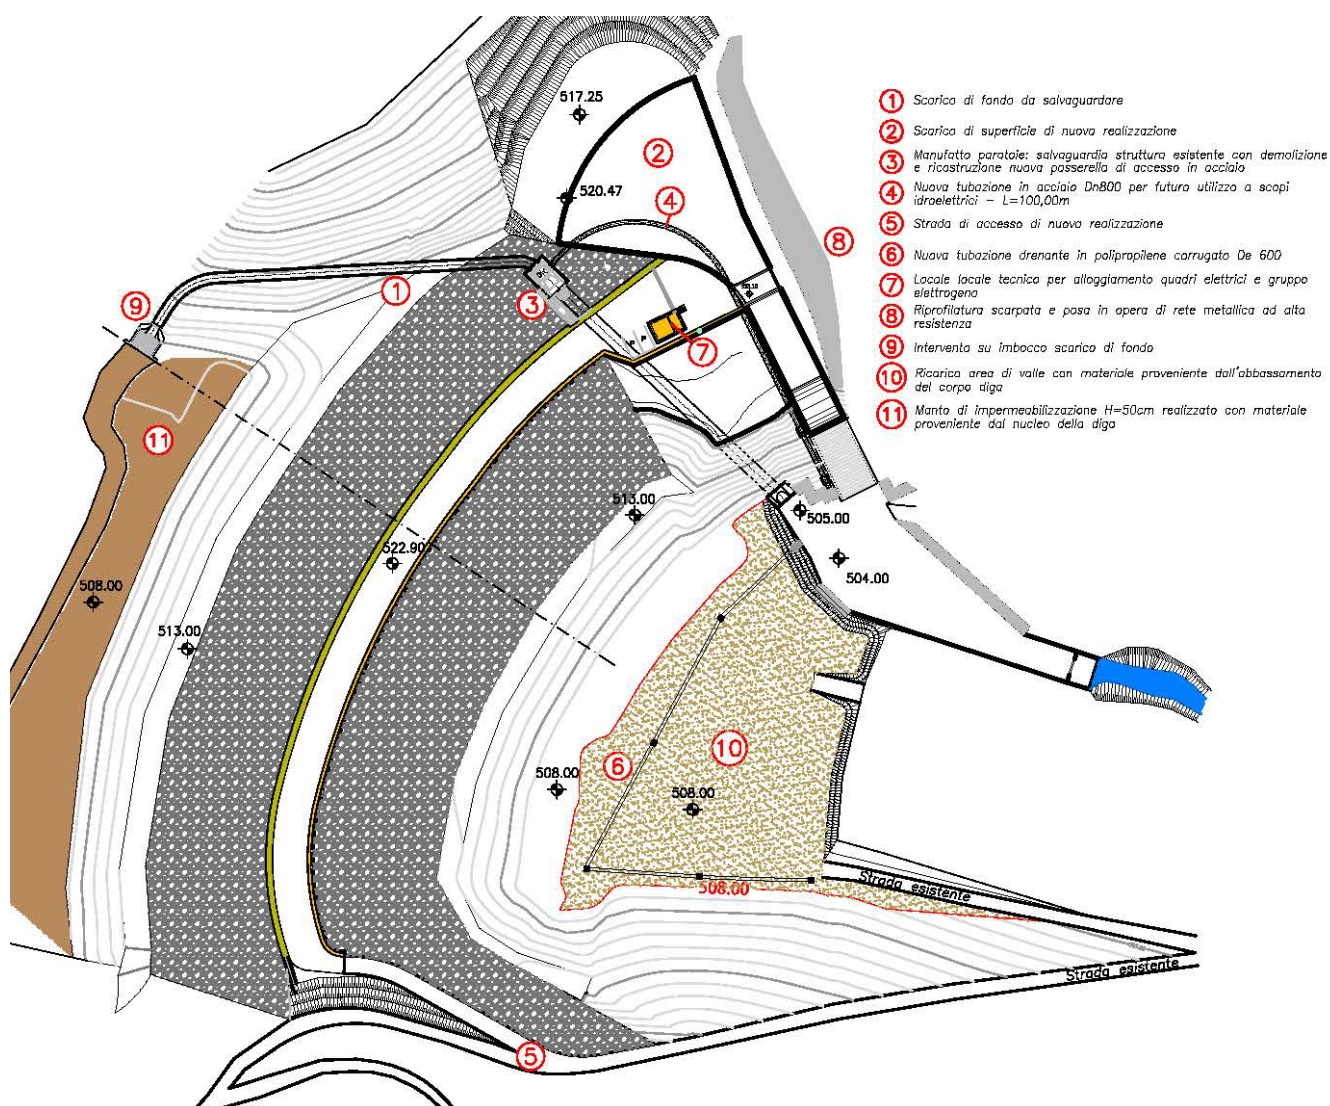 517.25
520.47
2
4
8
9
1
3
7
11
513.00
505.00
522.90
504.00
508.00
513.00
6
10
508.00
508.00
508.00
Strada esistente
Strada esistente
5
1 Scarico di fondo da salvaguardare
2 Scarico di superficie di nuova realizzazione
3 Manufatto paratoie: salvaguardia struttura esistente con demolizione
e ricostruzione nuova passerella di accesso in acciaio
4 Nuova tubazione in acciaio Dn800 per futuro utilizzo a scopi
idroelettrici - L=100,00m
5 Strada di accesso di nuova realizzazione
6 Nuova tubazione drenante in polipropilene corrugato De 600
7 Locale locale tecnico per alloggiamento quadri elettrici e gruppo
elettrogeno
8 Riprofilatura scarpata e posa in opera di rete metallica ad alta
resistenza
9 Intervento su imbocco scarico di fondo
10 Ricarica area di valle con materiale proveniente dall'abbassamento
del corpo diga
11 Manto di impermeabilizzazione H=50cm realizzato con materiale
proveniente dal nucleo della diga